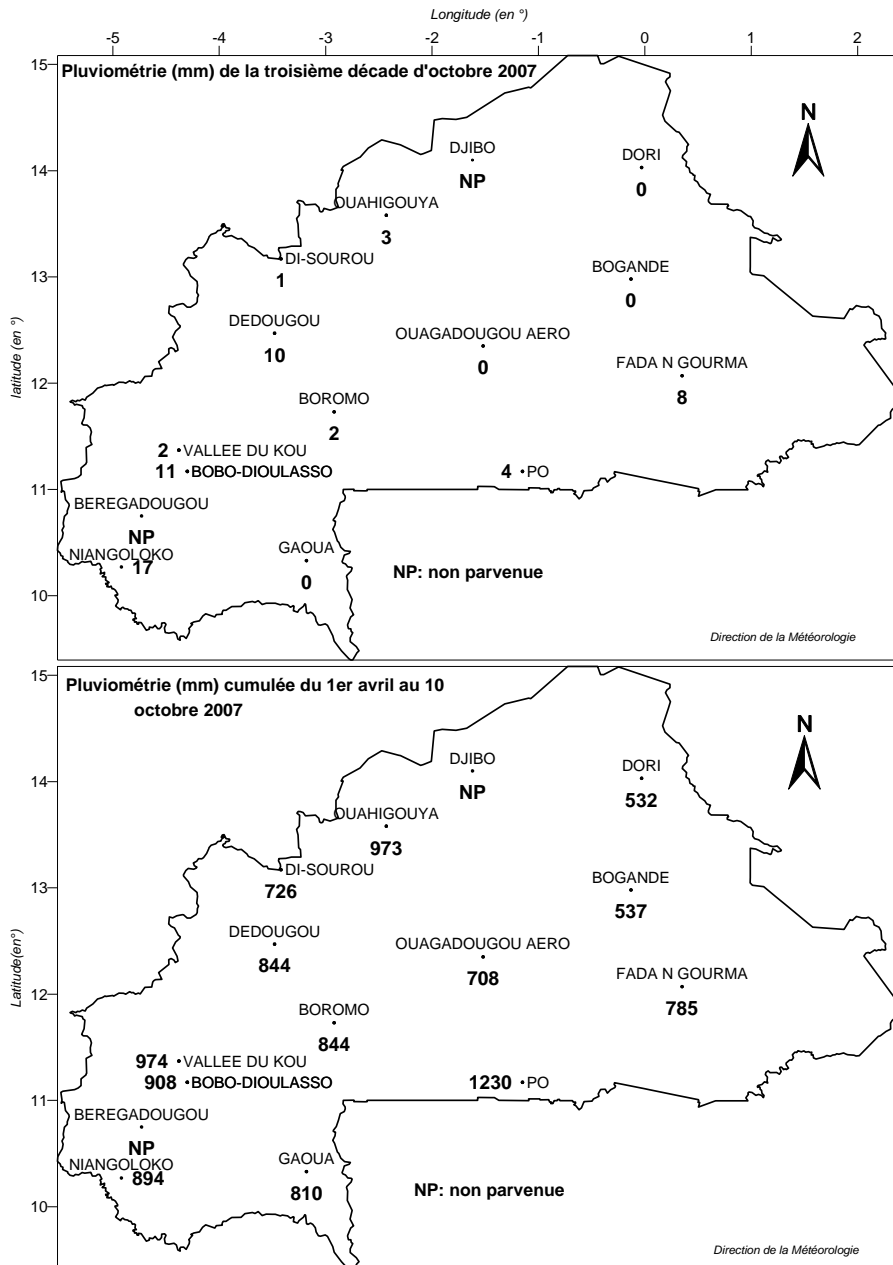 Longitude (en °)
-5 -4 -3 -2 -1 0 1 2
Pluviométrie (mm) de la troisième décade d'octobre 2007
15
N
DJIBO
NP
DORI
0
14
OUAHIGOUYA
3
DI-SOUROU
1
13
BOGANDE
0
DEDOUGOU
10
OUAGADOUGOU AERO
0
FADA N GOURMA
8
latitude (en °)
12
BOROMO
2
2 VALLEE DU KOU
11 BOBO-DIOULASSO
4 PO
11
BEREGADOUGOU
NP
NIANGOLOKO
17
GAOUA
0
NP: non parvenue
10
Direction de la Météorologie
15
Pluviométrie (mm) cumulée du 1er avril au 10
octobre 2007
N
DJIBO
NP
DORI
532
14
OUAHIGOUYA
973
DI-SOUROU
726
13
BOGANDE
537
DEDOUGOU
844
OUAGADOUGOU AERO
708
FADA N GOURMA
785
Latitude(en°)
12
BOROMO
844
974 VALLEE DU KOU
908 BOBO-DIOULASSO
1230 PO
11
BEREGADOUGOU
NP
NIANGOLOKO
894
GAOUA
810
NP: non parvenue
10
Direction de la Météorologie